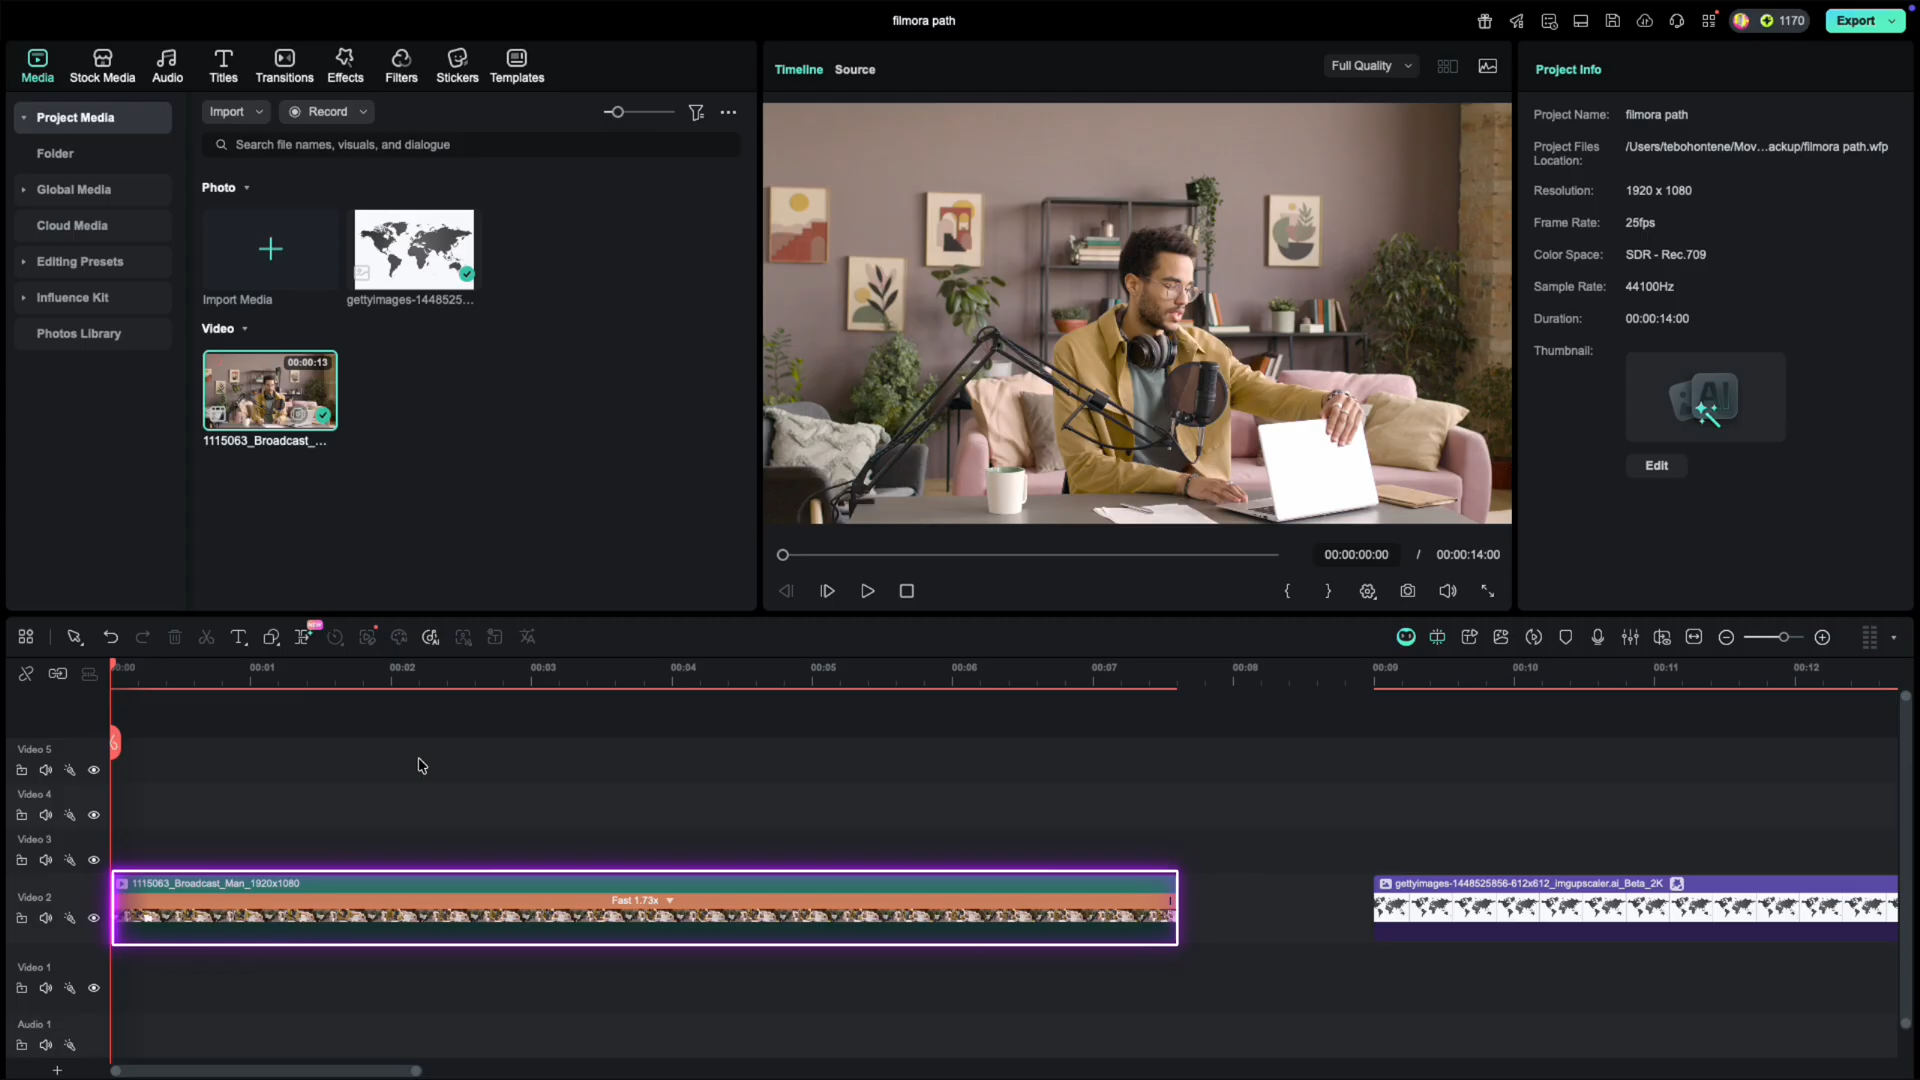 filmora path
1170
Export
Media
Stock Media
Audio
Titles
Transitions
Effects
Filters
Stickers
Templates
Timeline
Source
Full Quality
Project Info
Project Media
Folder
Global Media
Cloud Media
Editing Presets
Influence Kit
Photos Library
Import
Record
Search file names, visuals, and dialogue
Photo
Import Media
gettyimages-1448525...
Video
00:00:13
1115063_Broadcast_...
Project Name: filmora path
Project Files Location: /Users/tebohontene/Mov...ackup/filmora path.wfp
Resolution: 1920 x 1080
Frame Rate: 25fps
Color Space: SDR - Rec.709
Sample Rate: 44100Hz
Duration: 00:00:14:00
Thumbnail:
AI
Edit
00:00:00:00 / 00:00:14:00
NEW
00:00 00:01 00:02 00:03 00:04 00:05 00:06 00:07 00:08 00:09 00:10 00:11 00:12
Video 5
Video 4
Video 3
Video 2
1115063_Broadcast_Man_1920x1080
Fast 1.73x
gettyimages-1448525856-612x612_imgupscaler.ai_Beta_2K
Video 1
Audio 1